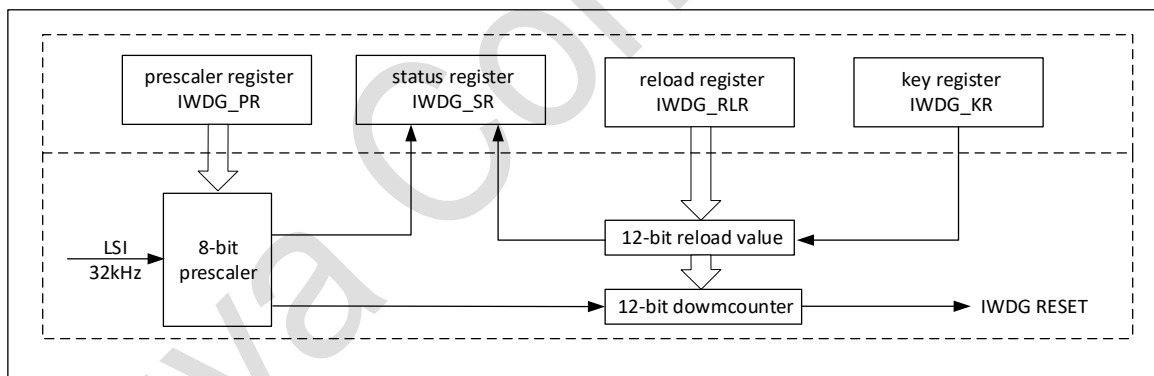 prescaler register
IWDG_PR
status register
IWDG_SR
reload register
IWDG_RLR
key register
IWDG_KR
LSI
32kHz
8-bit
prescaler
12-bit reload value
12-bit dowmcounter
IWDG RESET